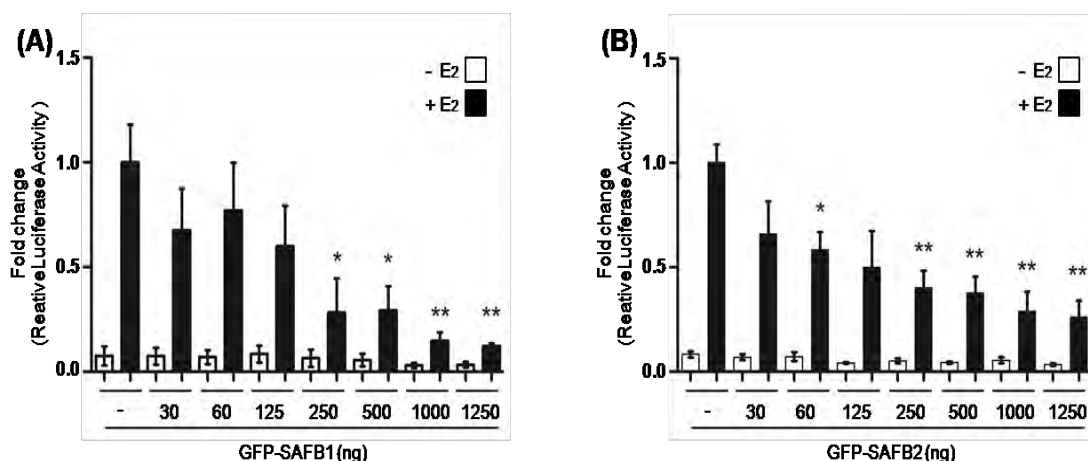 (A)
Fold change
(Reative Luciferase Activity)
1.5
1.0
0.5
0.0
- E2
+ E2
* * ** **
- 30 60 125 250 500 1000 1250
GFP-SAFB1(ng)
(B)
Fold change
(Reative Luciferase Activity)
1.5
1.0
0.5
0.0
- E2
+ E2
* ** ** ** **
- 30 60 125 250 500 1000 1250
GFP-SAFB2(ng)